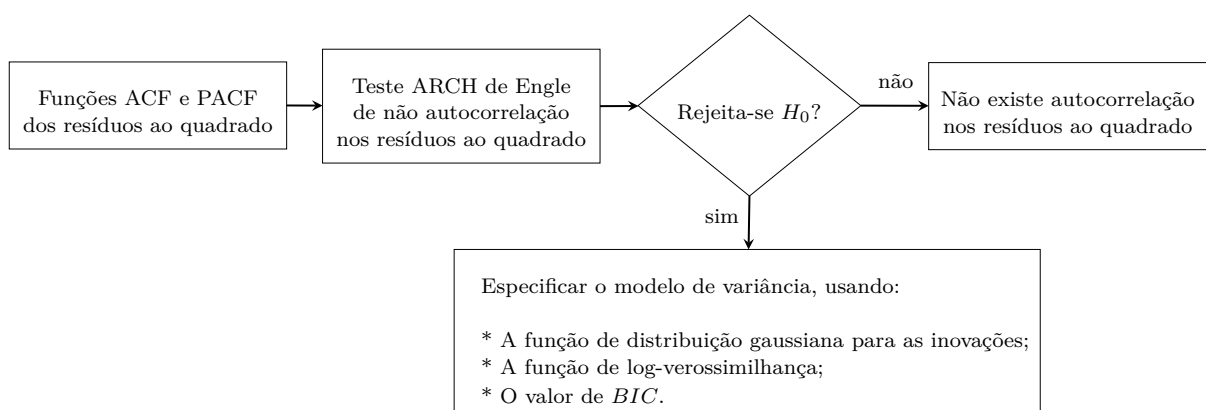 Funções ACF e PACF
dos resíduos ao quadrado
Teste ARCH de Engle
de não autocorrelação
nos resíduos ao quadrado
Rejeita-se H₀?
não
Não existe autocorrelação
nos resíduos ao quadrado
sim
Especificar o modelo de variância, usando:
* A função de distribuição gaussiana para as inovações;
* A função de log-verossimilhança;
* O valor de BIC.